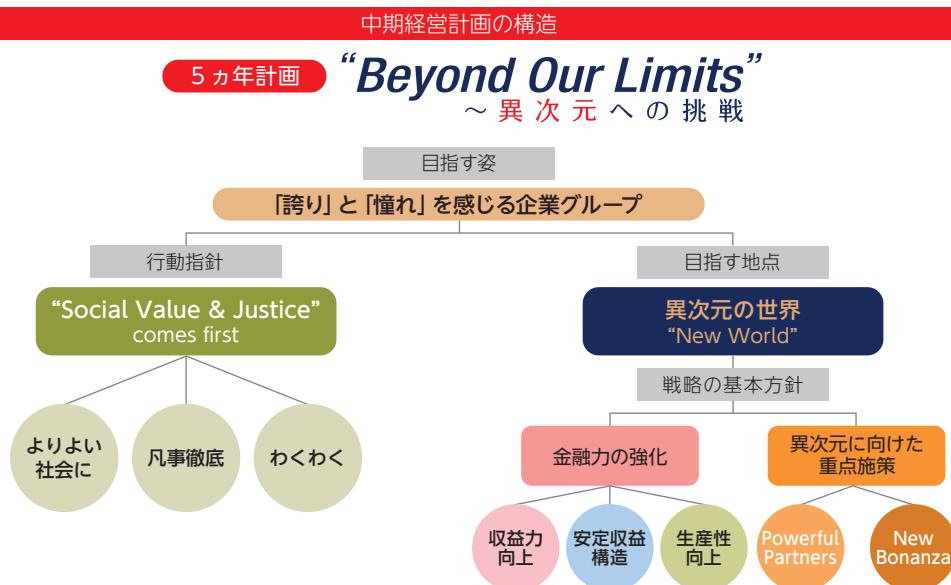 中期経営計画の構造
5ヵ年計画
“Beyond Our Limits”
～異次元への挑戦
目指す姿
「誇り」と「憧れ」を感じる企業グループ
行動指針
目指す地点
“Social Value & Justice”
comes first
異次元の世界
“New World”
戦略の基本方針
よりよい
社会に
凡事徹底
わくわく
金融力の強化
異次元に向けた
重点施策
収益力
向上
安定収益
構造
生産性
向上
Powerful
Partners
New
Bonanza